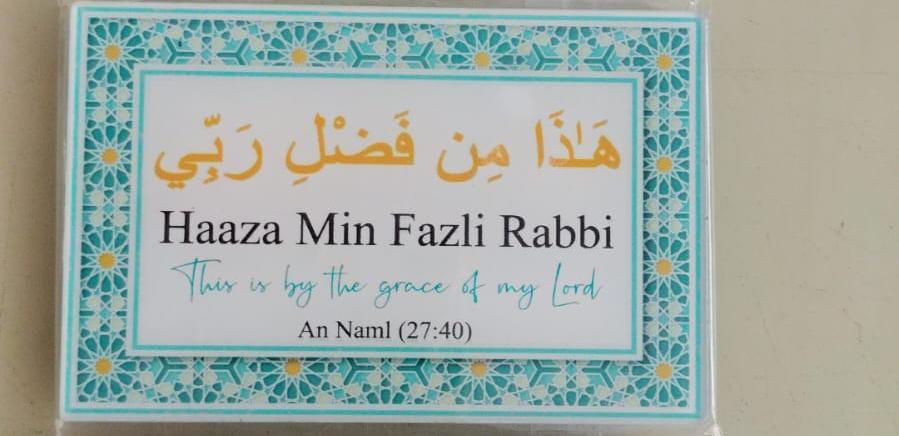 هَـٰذَا مِن فَضْلِ رَبِّي
Haaza Min Fazli Rabbi
This is by the grace of my Lord
An Naml (27:40)